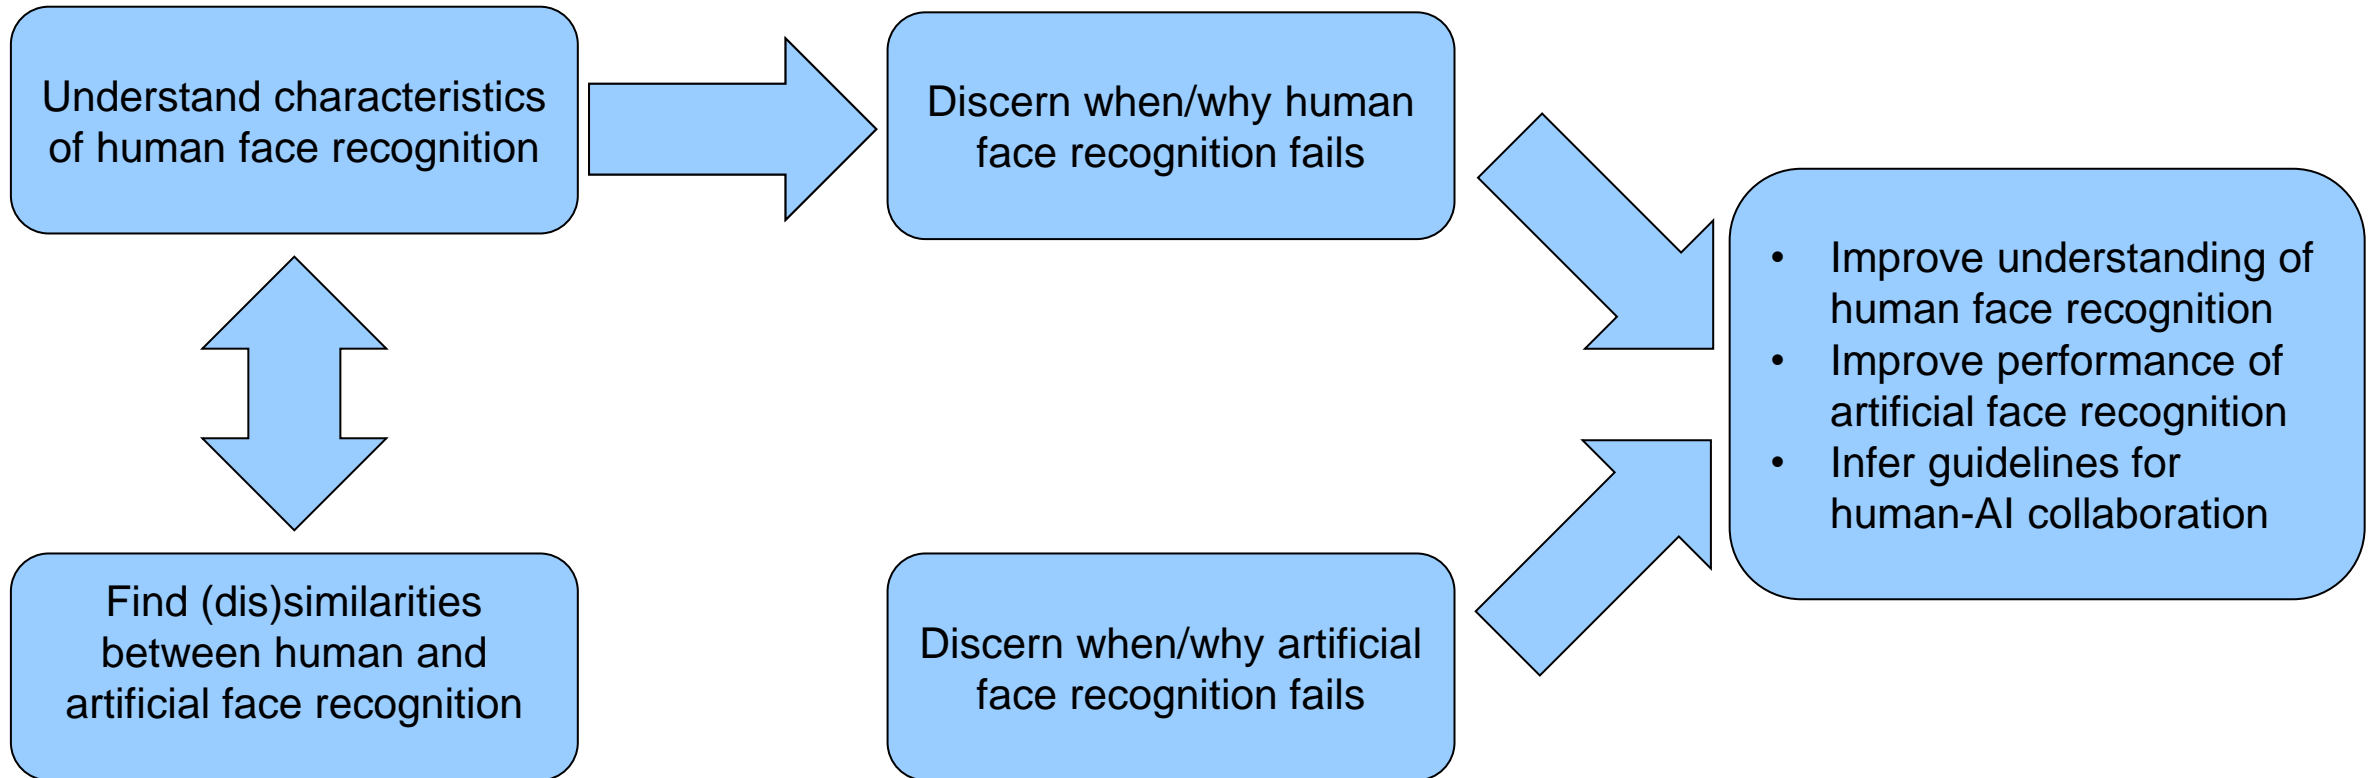 Understand characteristics
of human face recognition
Discern when/why human
face recognition fails
• Improve understanding of
human face recognition
• Improve performance of
artificial face recognition
• Infer guidelines for
human-AI collaboration
Find (dis)similarities
between human and
artificial face recognition
Discern when/why artificial
face recognition fails